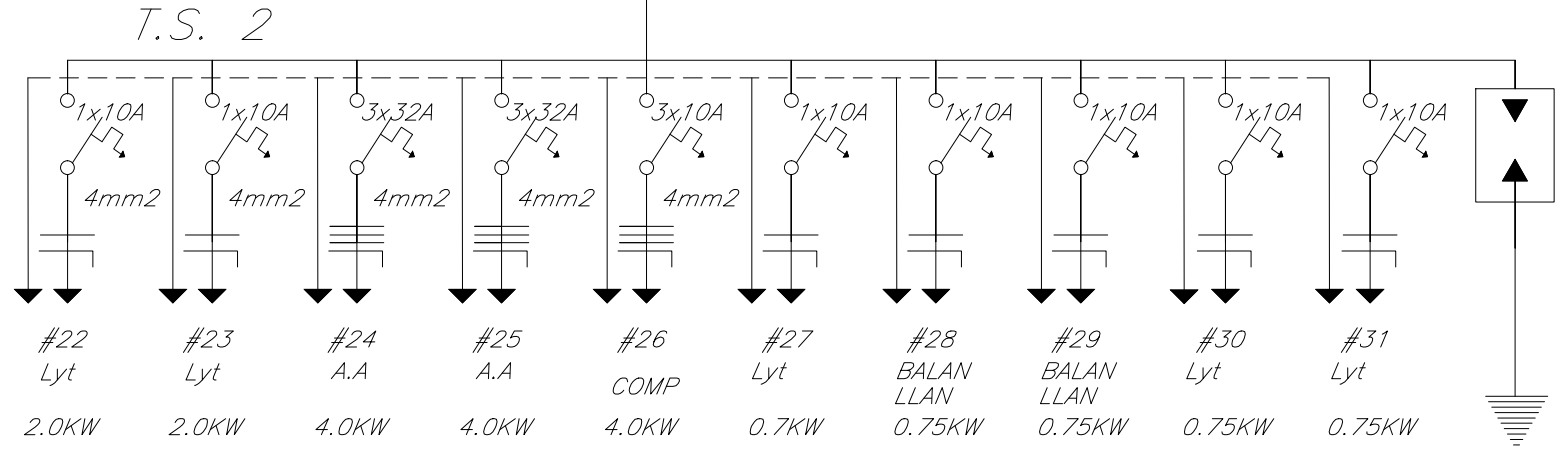 T.S. 2
1x10A 1x10A 3x32A 3x32A 3x10A 1x10A 1x10A 1x10A 1x10A 1x10A
4mm2 4mm2 4mm2 4mm2 4mm2
#22 #23 #24 #25 #26 #27 #28 #29 #30 #31
Lyt Lyt A.A A.A COMP Lyt BALAN BALAN Lyt Lyt
LLAN LLAN
2.0KW 2.0KW 4.0KW 4.0KW 4.0KW 0.7KW 0.75KW 0.75KW 0.75KW 0.75KW